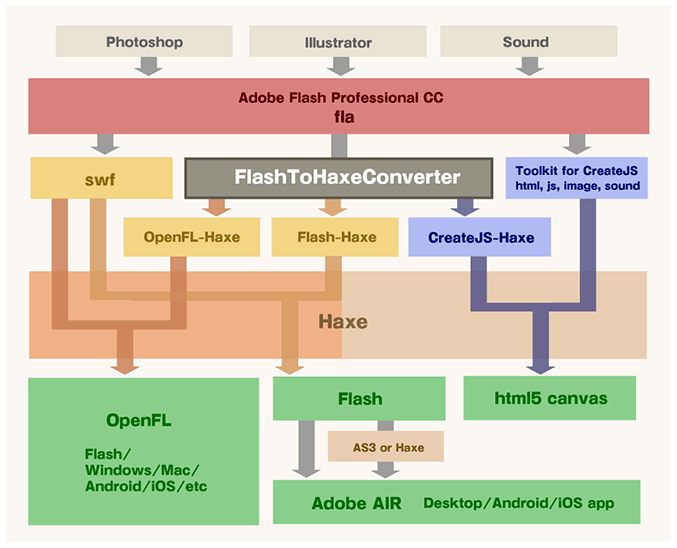 Photoshop
Illustrator
Sound
Adobe Flash Professional CC
fla
swf
FlashToHaxeConverter
Toolkit for CreateJS
html, js, image, sound
OpenFL-Haxe
Flash-Haxe
CreateJS-Haxe
Haxe
OpenFL
Flash/
Windows/Mac/
Android/iOS/etc
Flash
html5 canvas
AS3 or Haxe
Adobe AIR
Desktop/Android/iOS app